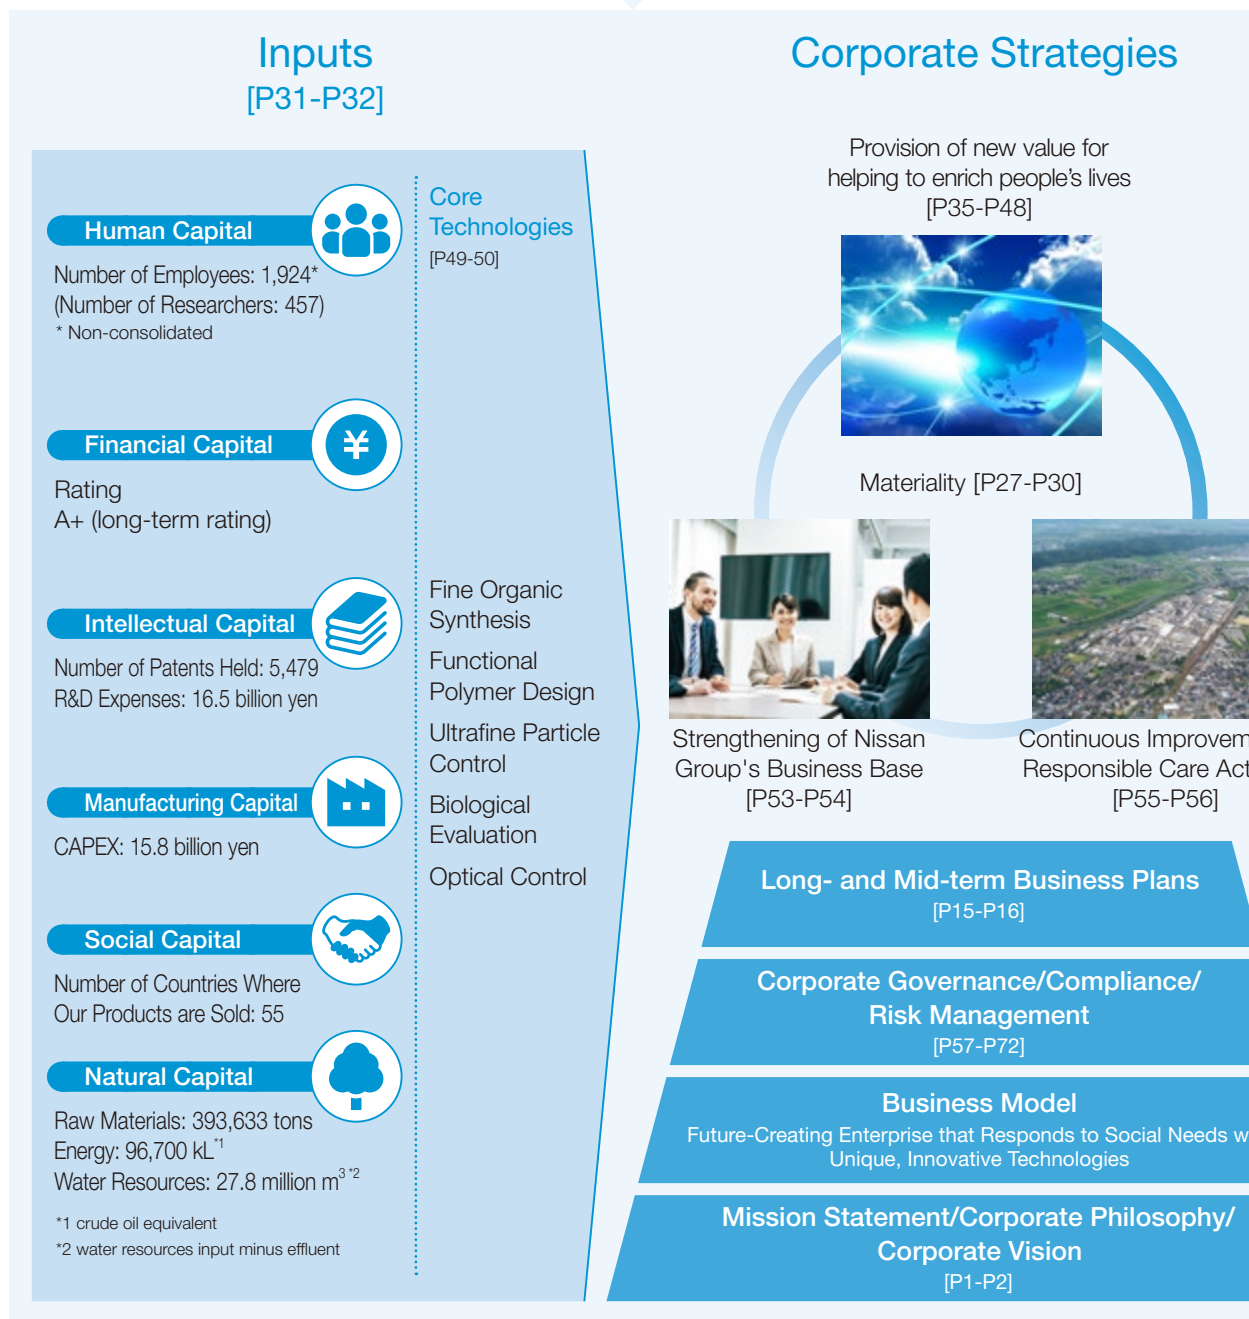 Inputs
[P31-P32]
Human Capital
Number of Employees: 1,924*
(Number of Researchers: 457)
* Non-consolidated
Financial Capital
¥
Rating
A+ (long-term rating)
Intellectual Capital
Number of Patents Held: 5,479
R&D Expenses: 16.5 billion yen
Manufacturing Capital
CAPEX: 15.8 billion yen
Social Capital
Number of Countries Where
Our Products are Sold: 55
Natural Capital
Raw Materials: 393,633 tons
Energy: 96,700 kL*1
Water Resources: 27.8 million m3 *2
*1 crude oil equivalent
*2 water resources input minus effluent
Core
Technologies
[P49-50]
Fine Organic
Synthesis
Functional
Polymer Design
Ultrafine Particle
Control
Biological
Evaluation
Optical Control
Corporate Strategies
Provision of new value for
helping to enrich people's lives
[P35-P48]
Materiality [P27-P30]
Strengthening of Nissan
Group's Business Base
[P53-P54]
Continuous Improvem
Responsible Care Act
[P55-P56]
Long- and Mid-term Business Plans
[P15-P16]
Corporate Governance/Compliance/
Risk Management
[P57-P72]
Business Model
Future-Creating Enterprise that Responds to Social Needs w
Unique, Innovative Technologies
Mission Statement/Corporate Philosophy/
Corporate Vision
[P1-P2]